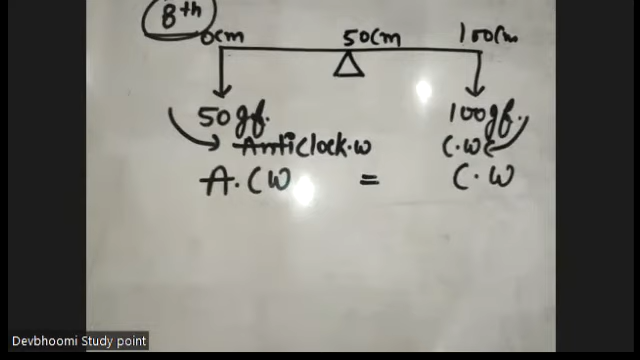 8th
0cm 50cm 100cm
50gf. 100gf.
Anticlock.w C.W
A.CW = C.W
Devbhoomi Study point